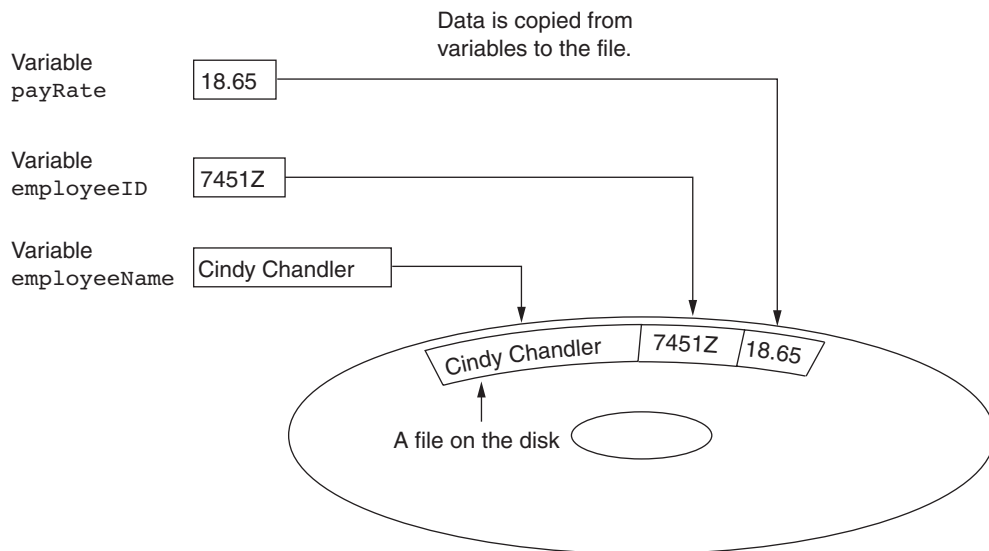 Data is copied from
variables to the file.
Variable
payRate
18.65
Variable
employeeID
7451Z
Variable
employeeName
Cindy Chandler
Cindy Chandler
7451Z
18.65
A file on the disk